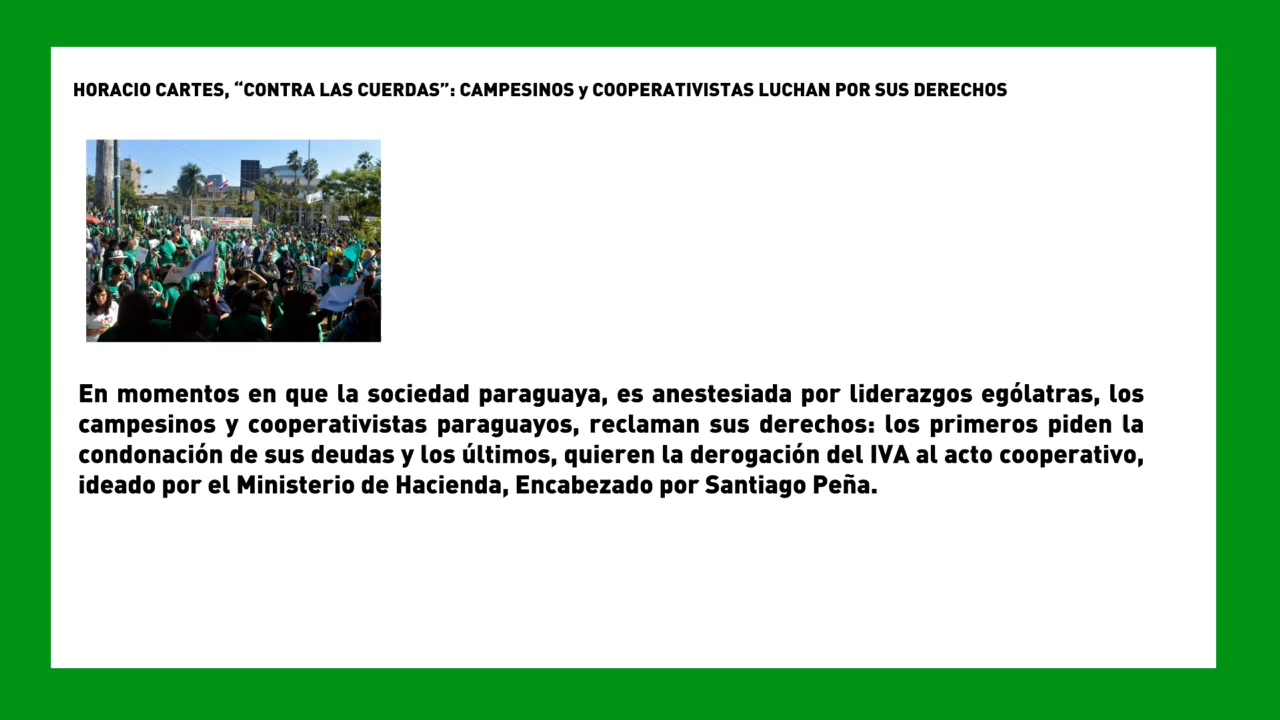 HORACIO CARTES, “CONTRA LAS CUERDAS”: CAMPESINOS y COOPERATIVISTAS LUCHAN POR SUS DERECHOS
En momentos en que la sociedad paraguaya, es anestesiada por liderazgos ególatras, los
campesinos y cooperativistas paraguayos, reclaman sus derechos: los primeros piden la
condonación de sus deudas y los últimos, quieren la derogación del IVA al acto cooperativo,
ideado por el Ministerio de Hacienda, Encabezado por Santiago Peña.